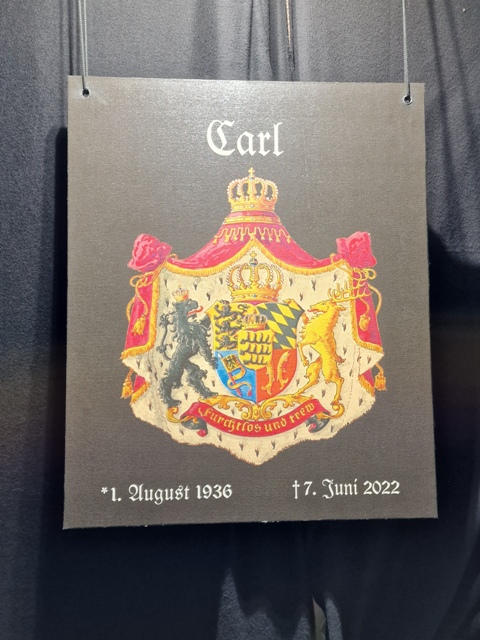 Carl
Furchtlos und trew
*1. August 1936
†7. Juni 2022